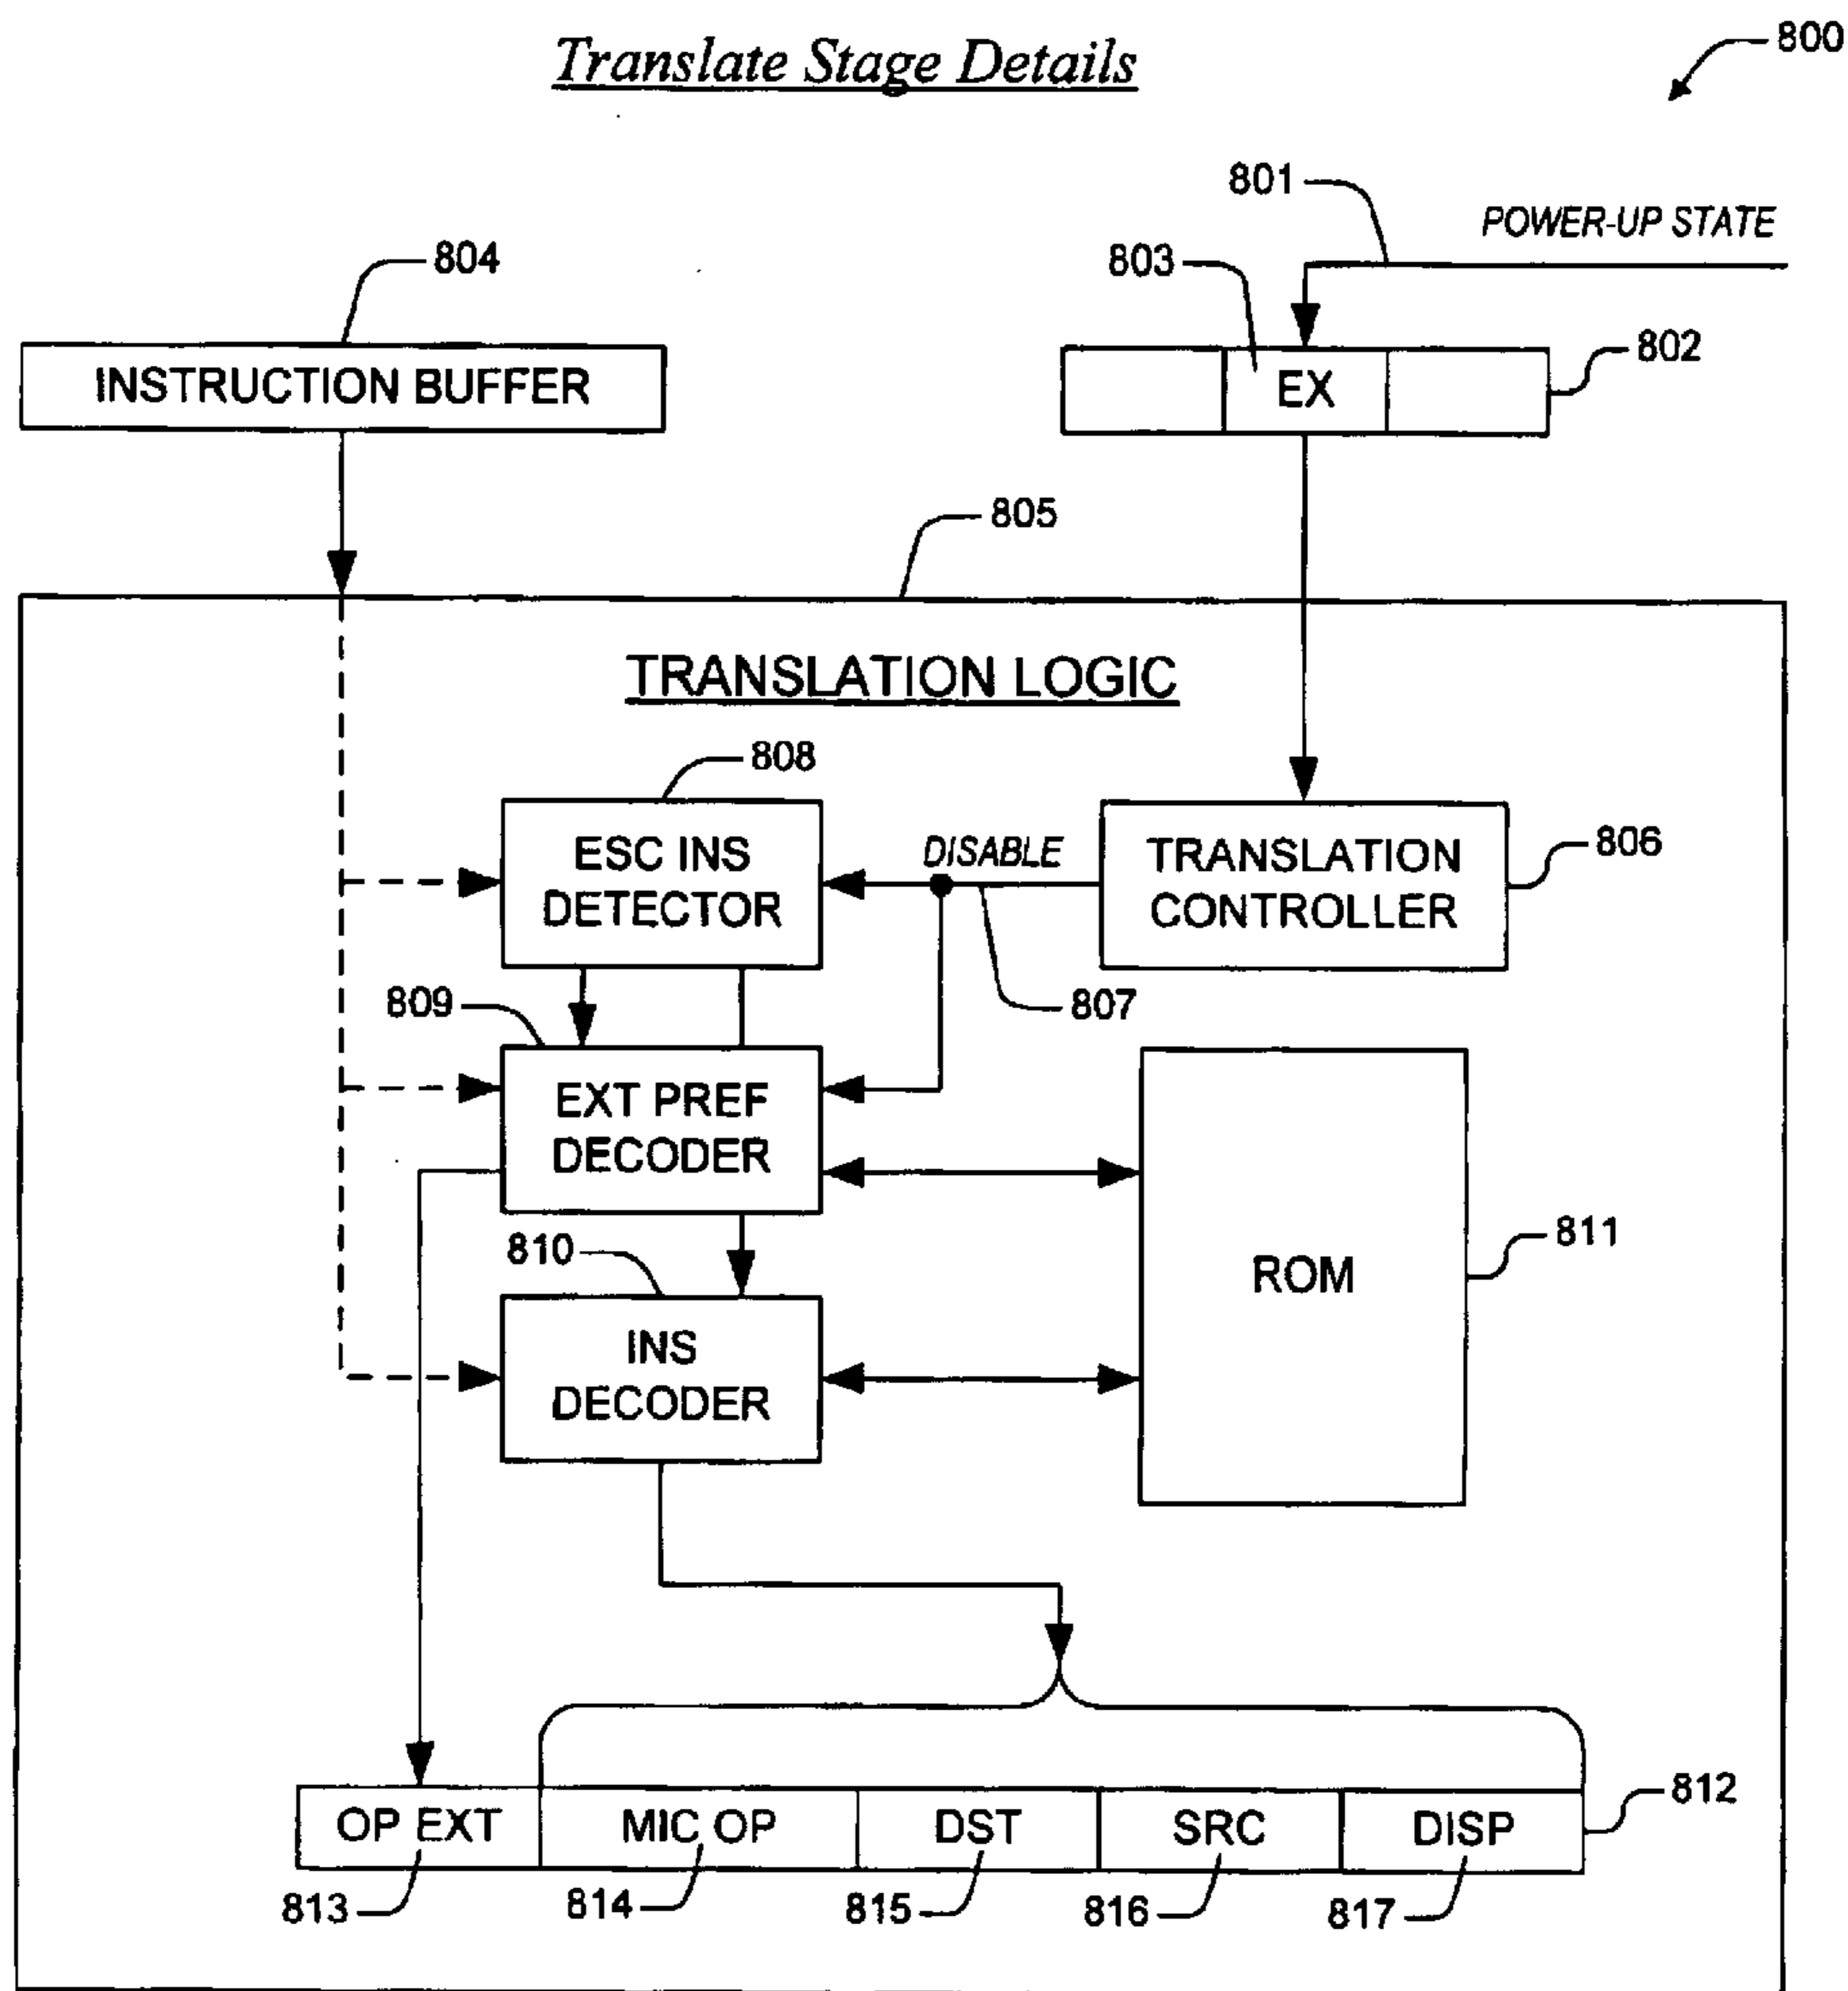 Translate Stage Details
800
801
POWER-UP STATE
804
803
802
INSTRUCTION BUFFER
EX
805
TRANSLATION LOGIC
808
ESC INS
DETECTOR
DISABLE
TRANSLATION
CONTROLLER
806
807
809
EXT PREF
DECODER
810
811
ROM
INS
DECODER
812
OP EXT
MIC OP
DST
SRC
DISP
813
814
815
816
817